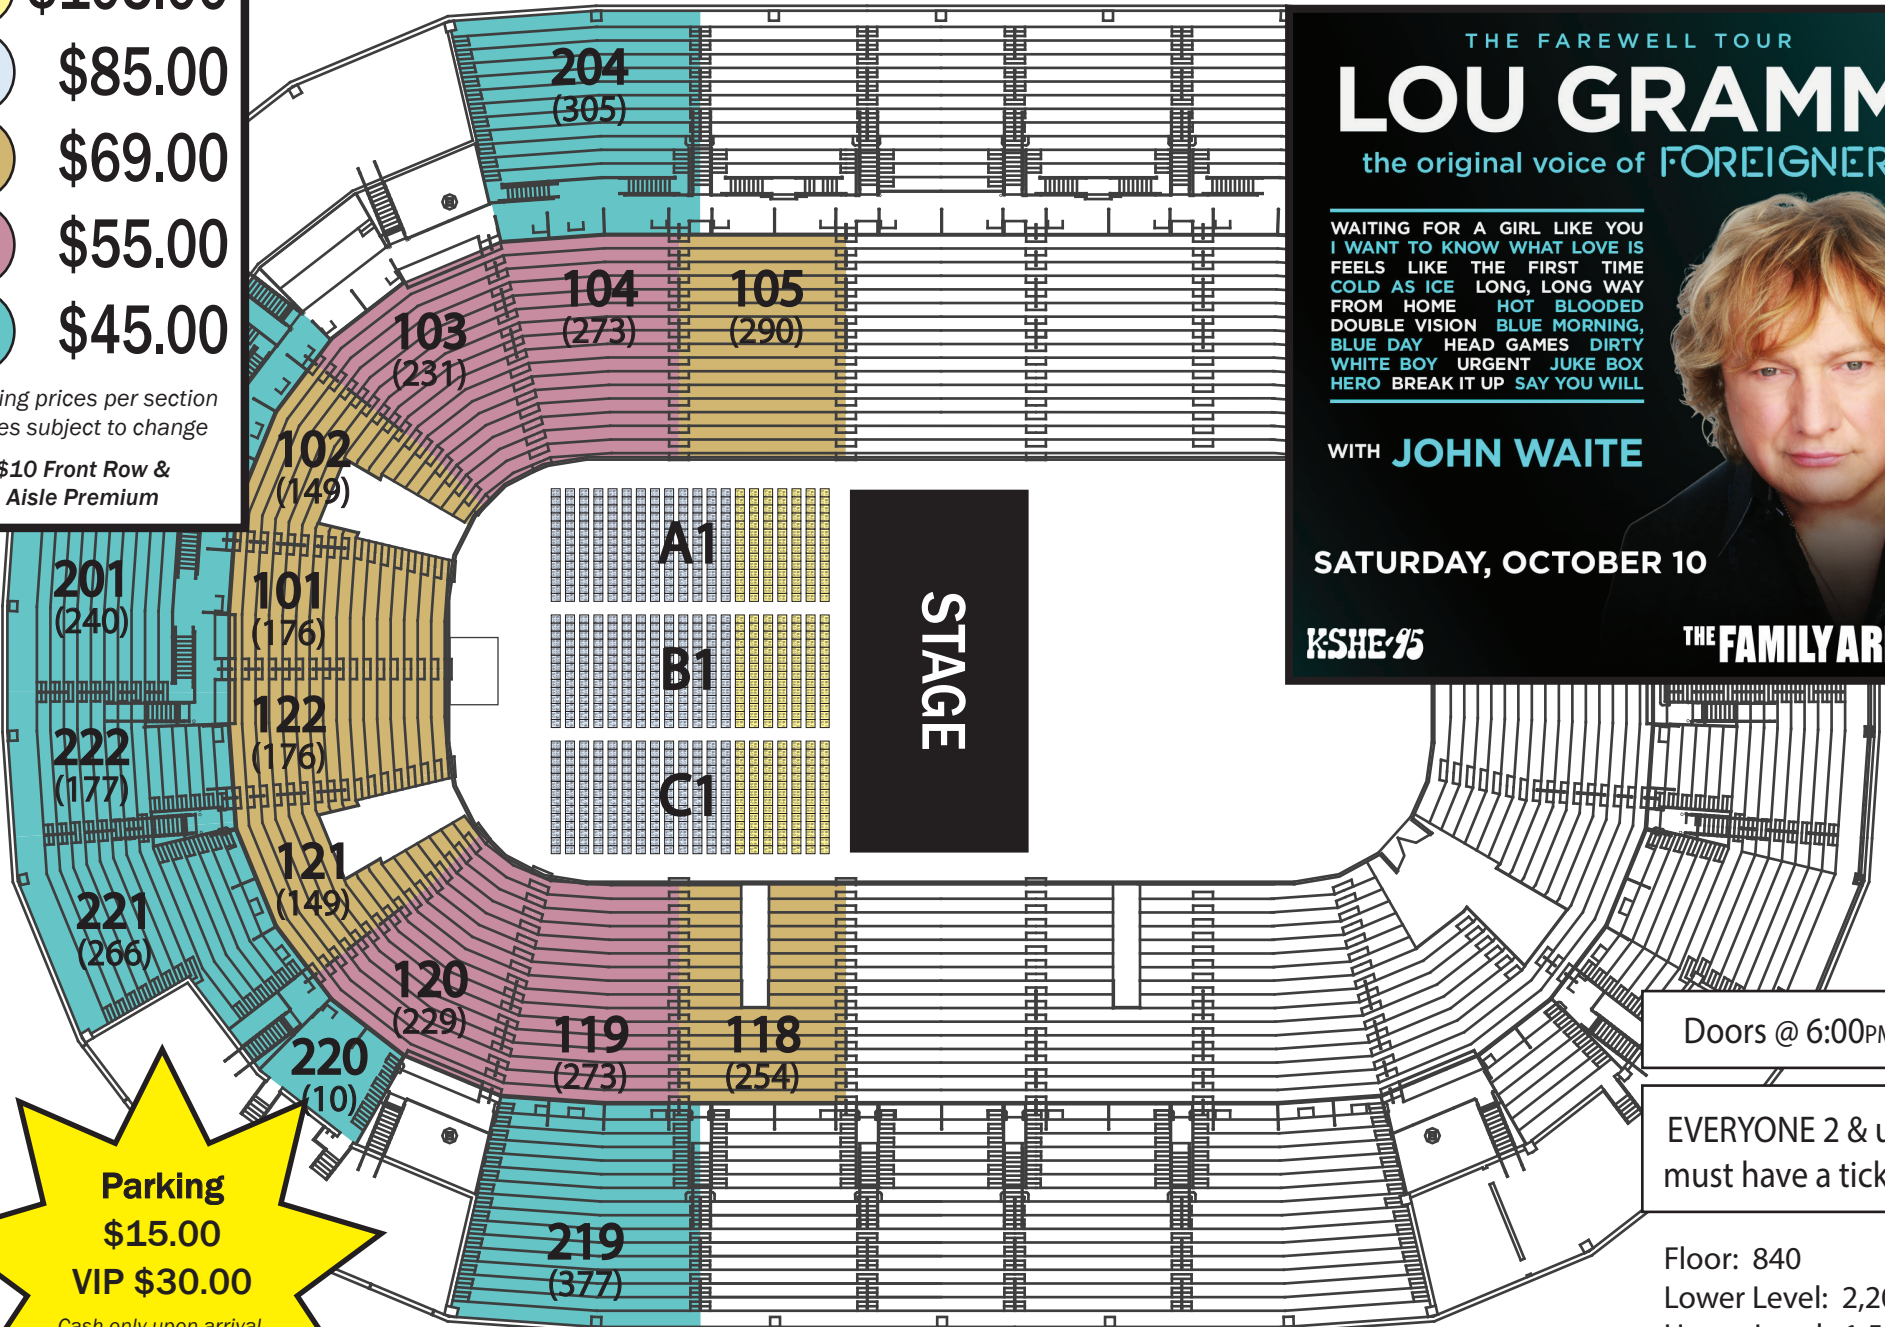 $85.00
$69.00
$55.00
$45.00
prices per section
subject to change
$10 Front Row &
Aisle Premium
204
(305)
104
(273)
105
(290)
103
(231)
102
(149)
201
(240)
101
(176)
122
(176)
222
(177)
121
(149)
221
(266)
120
(229)
119
(273)
118
(254)
220
(10)
219
(377)
A1
B1
C1
STAGE
THE FAREWELL TOUR
LOU GRAMM
the original voice of FOREIGNER
WAITING FOR A GIRL LIKE YOU
I WANT TO KNOW WHAT LOVE IS
FEELS LIKE THE FIRST TIME
COLD AS ICE LONG, LONG WAY
FROM HOME HOT BLOODED
DOUBLE VISION BLUE MORNING,
BLUE DAY HEAD GAMES DIRTY
WHITE BOY URGENT JUKE BOX
HERO BREAK IT UP SAY YOU WILL
WITH JOHN WAITE
SATURDAY, OCTOBER 10
KSHE·95
THE FAMILY AR
Parking
$15.00
VIP $30.00
Cash only upon arrival
Doors @ 6:00PM
EVERYONE 2 & u
must have a tick
Floor: 840
Lower Level: 2,20